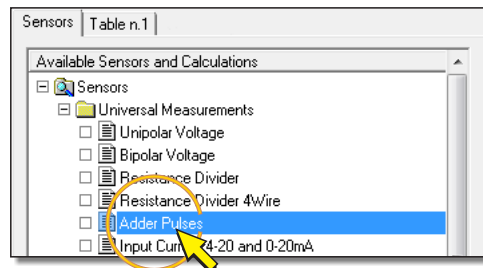 Sensors Table n.1
Available Sensors and Calculations
Sensors
Universal Measurements
Unipolar Voltage
Bipolar Voltage
Resistance Divider
Resistance Divider 4Wire
Adder Pulses
Input Current 4-20 and 0-20mA